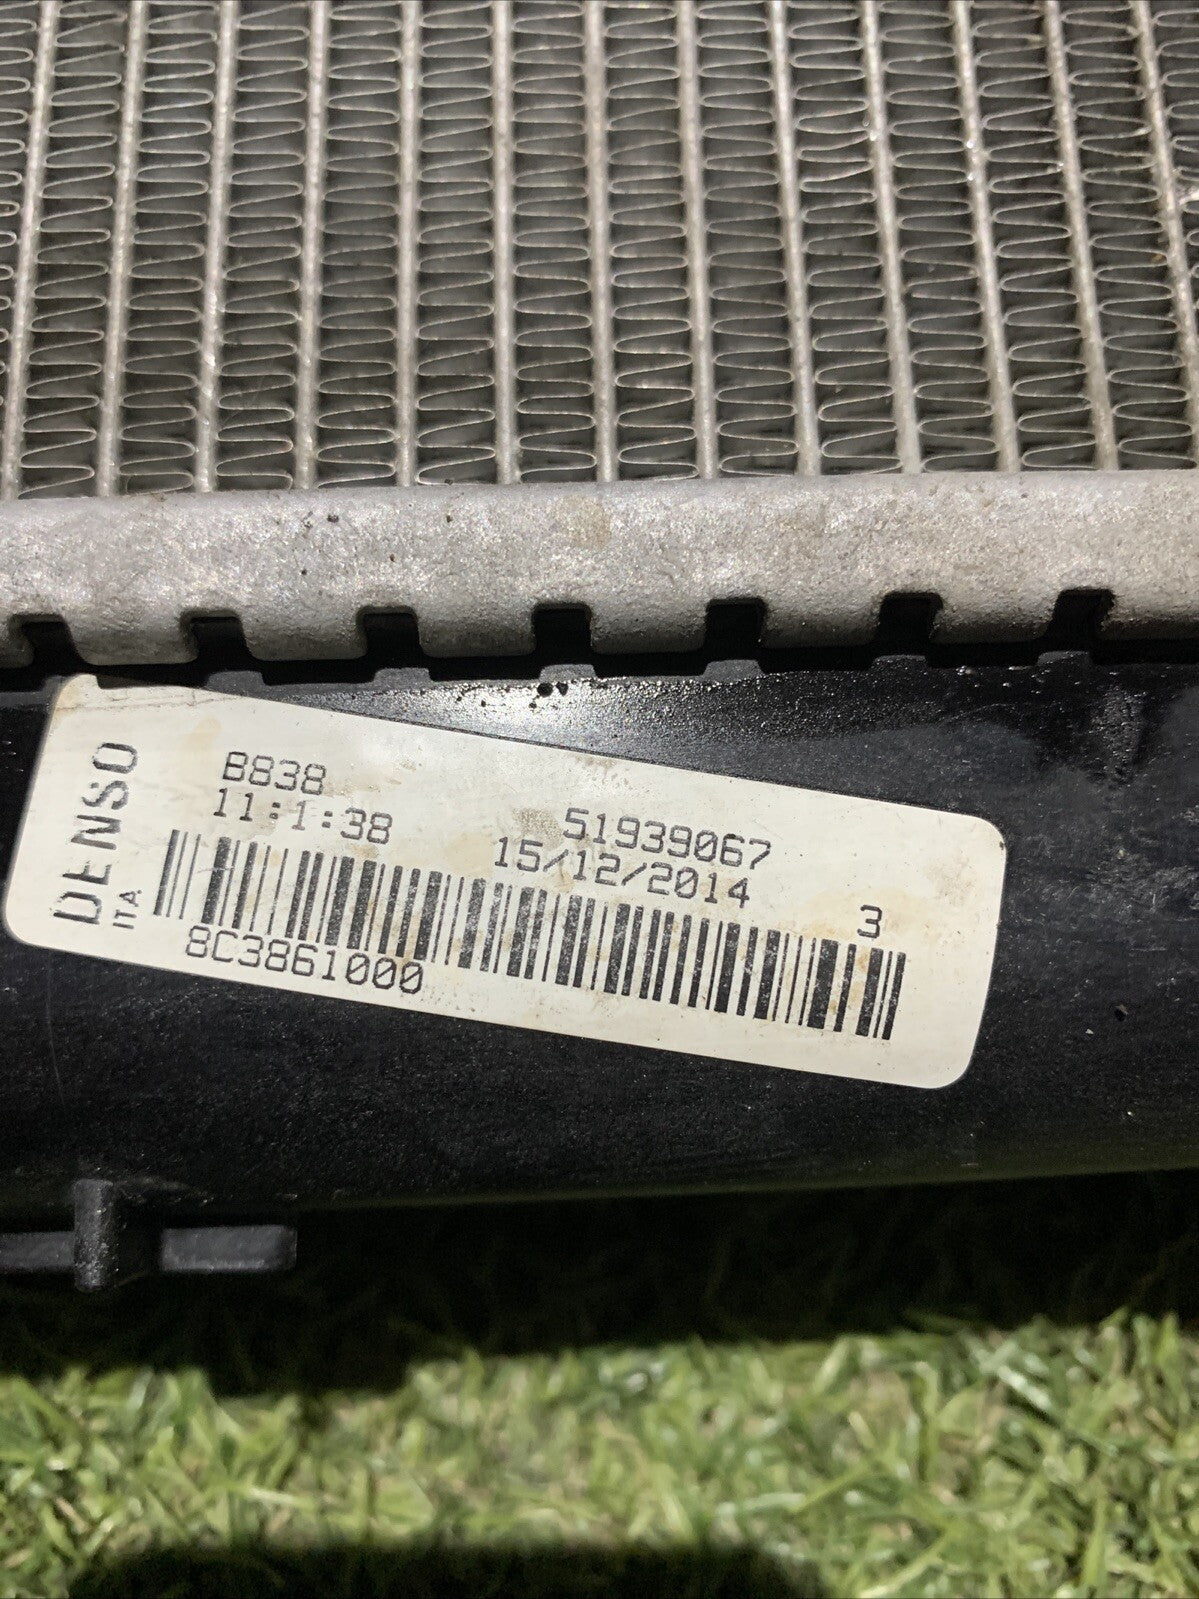 DENSO
ITA
B838
11:1:38
51939067
15/12/2014
3
8C3861000